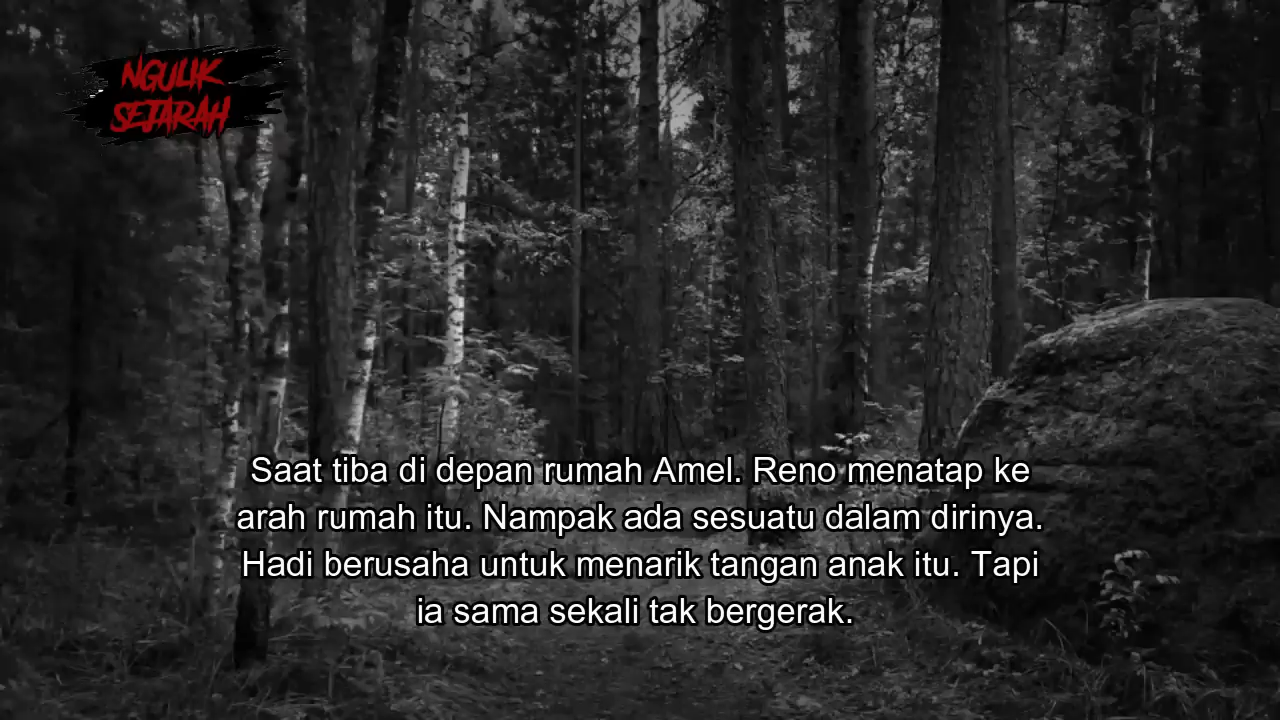 NGULIK
SEJARAH
Saat tiba di depan rumah Amel. Reno menatap ke
arah rumah itu. Nampak ada sesuatu dalam dirinya.
Hadi berusaha untuk menarik tangan anak itu. Tapi
ia sama sekali tak bergerak.